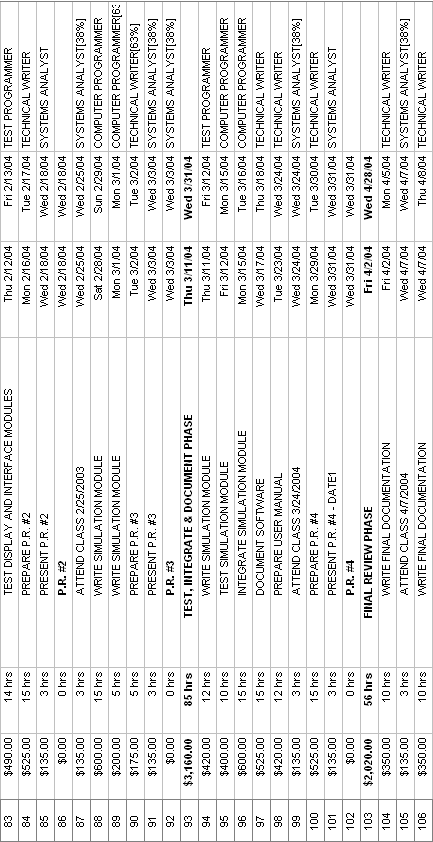 83 $490.00 14 hrs TEST DISPLAY AND INTERFACE MODULES Thu 2/12/04 Fri 2/13/04 TEST PROGRAMMER
84 $525.00 15 hrs PREPARE P.R. #2 Mon 2/16/04 Tue 2/17/04 TECHNICAL WRITER
85 $135.00 3 hrs PRESENT P.R. #2 Wed 2/18/04 Wed 2/18/04 SYSTEMS ANALYST
86 $0.00 0 hrs P.R. #2 Wed 2/18/04 Wed 2/18/04
87 $135.00 3 hrs ATTEND CLASS 2/25/2003 Wed 2/25/04 Wed 2/25/04 SYSTEMS ANALYST[38%]
88 $600.00 15 hrs WRITE SIMULATION MODULE Sat 2/28/04 Sun 2/29/04 COMPUTER PROGRAMMER
89 $200.00 5 hrs WRITE SIMULATION MODULE Mon 3/1/04 Mon 3/1/04 COMPUTER PROGRAMMER[63
90 $175.00 5 hrs PREPARE P.R. #3 Tue 3/2/04 Tue 3/2/04 TECHNICAL WRITER[63%]
91 $135.00 3 hrs PRESENT P.R. #3 Wed 3/3/04 Wed 3/3/04 SYSTEMS ANALYST[38%]
92 $0.00 0 hrs P.R. #3 Wed 3/3/04 Wed 3/3/04 SYSTEMS ANALYST[38%]
93 $3,160.00 85 hrs TEST, INTEGRATE & DOCUMENT PHASE Thu 3/11/04 Wed 3/31/04
94 $420.00 12 hrs WRITE SIMULATION MODULE Thu 3/11/04 Fri 3/12/04 TEST PROGRAMMER
95 $400.00 10 hrs TEST SIMULATION MODULE Fri 3/12/04 Mon 3/15/04 COMPUTER PROGRAMMER
96 $600.00 15 hrs INTEGRATE SIMULATION MODULE Mon 3/15/04 Tue 3/16/04 COMPUTER PROGRAMMER
97 $525.00 15 hrs DOCUMENT SOFTWARE Wed 3/17/04 Thu 3/18/04 TECHNICAL WRITER
98 $420.00 12 hrs PREPARE USER MANUAL Tue 3/23/04 Wed 3/24/04 TECHNICAL WRITER
99 $135.00 3 hrs ATTEND CLASS 3/24/2004 Wed 3/24/04 Wed 3/24/04 SYSTEMS ANALYST[38%]
100 $525.00 15 hrs PREPARE P.R. #4 Mon 3/29/04 Tue 3/30/04 TECHNICAL WRITER
101 $135.00 3 hrs PRESENT P.R. #4 - DATE1 Wed 3/31/04 Wed 3/31/04 SYSTEMS ANALYST
102 $0.00 0 hrs P.R. #4 Wed 3/31/04 Wed 3/31/04
103 $2,020.00 56 hrs FINAL REVIEW PHASE Fri 4/2/04 Wed 4/28/04
104 $350.00 10 hrs WRITE FINAL DOCUMENTATION Fri 4/2/04 Mon 4/5/04 TECHNICAL WRITER
105 $135.00 3 hrs ATTEND CLASS 4/7/2004 Wed 4/7/04 Wed 4/7/04 SYSTEMS ANALYST[38%]
106 $350.00 10 hrs WRITE FINAL DOCUMENTATION Wed 4/7/04 Thu 4/8/04 TECHNICAL WRITER